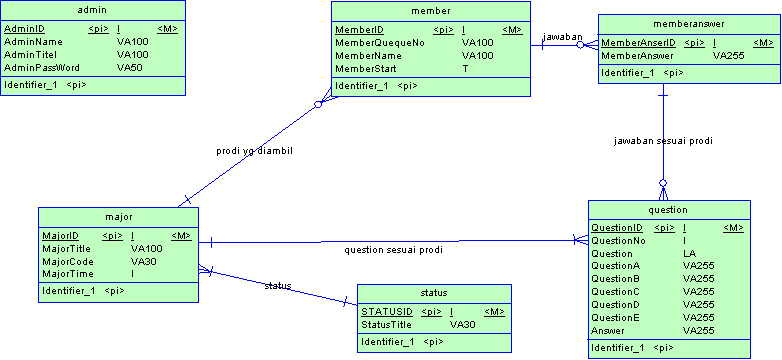 admin
AdminID <pi> I <M>
AdminName VA100
AdminTitel VA100
AdminPassWord VA50
Identifier_1 <pi>
member
MemberID <pi> I <M>
MemberQuequeNo VA100
MemberName VA100
MemberStart T
Identifier_1 <pi>
jawaban
memberanswer
MemberAnserID <pi> I <M>
MemberAnswer VA255
Identifier_1 <pi>
prodi yg diambil
jawaban sesuai prodi
major
MajorID <pi> I <M>
MajorTitle VA100
MajorCode VA30
MajorTime I
Identifier_1 <pi>
question sesuai prodi
question
QuestionID <pi> I <M>
QuestionNo I
Question LA
QuestionA VA255
QuestionB VA255
QuestionC VA255
QuestionD VA255
QuestionE VA255
Answer VA255
Identifier_1 <pi>
status
status
STATUSID <pi> I <M>
StatusTitle VA30
Identifier_1 <pi>